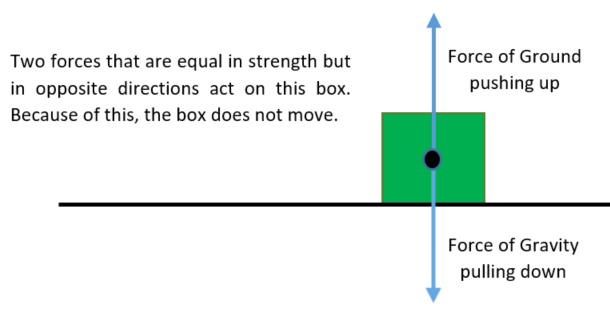 Two forces that are equal in strength but
in opposite directions act on this box.
Because of this, the box does not move.
Force of Ground
pushing up
Force of Gravity
pulling down